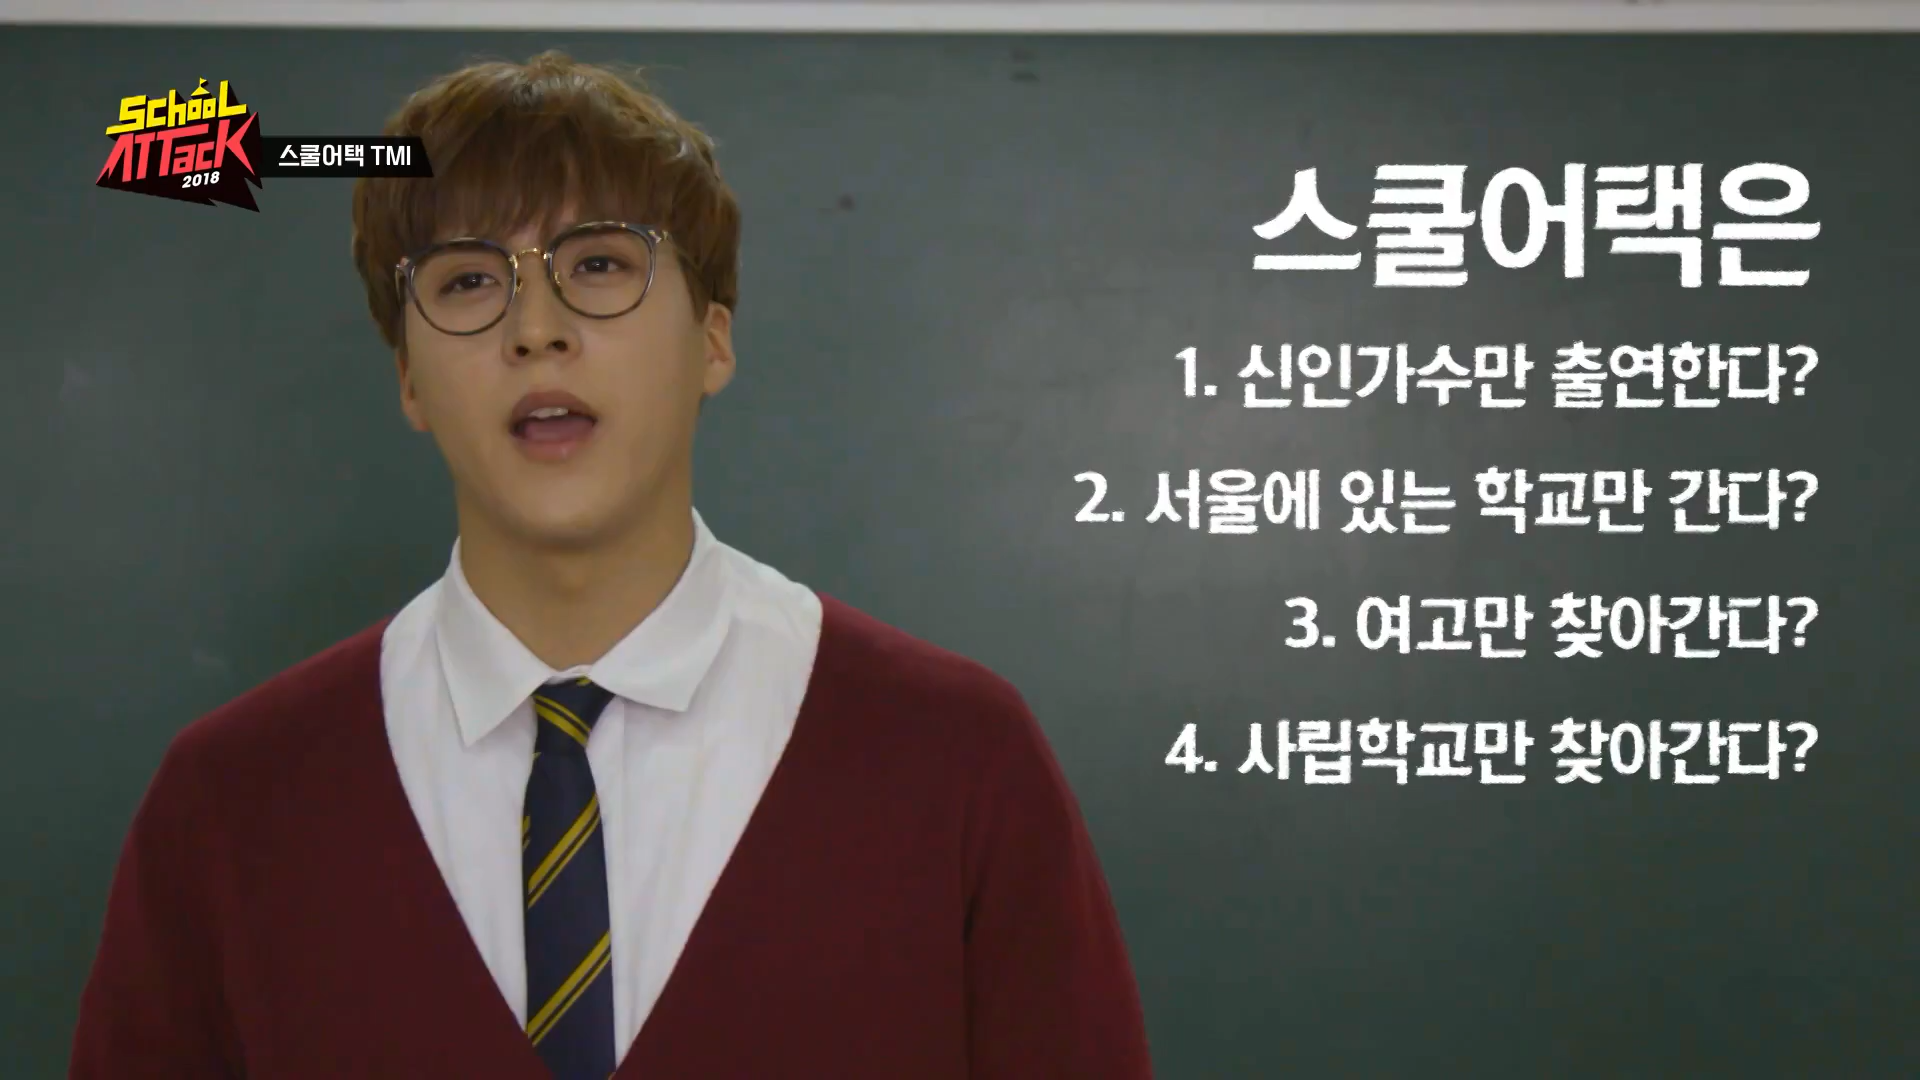 School
ATTacK
2018
스쿨어택 TMI
스쿨어택은
1. 신인가수만 출연한다?
2. 서울에 있는 학교만 간다?
3. 여고만 찾아간다?
4. 사립학교만 찾아간다?